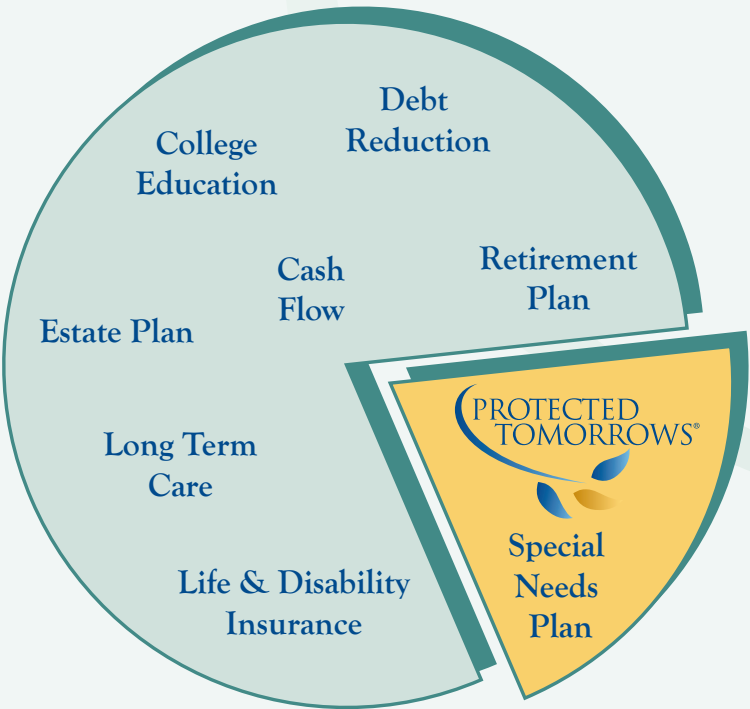 Debt
Reduction
College
Education
Cash
Flow
Retirement
Plan
Estate Plan
Long Term
Care
Life & Disability
Insurance
PROTECTED
TOMORROWS®
Special
Needs
Plan